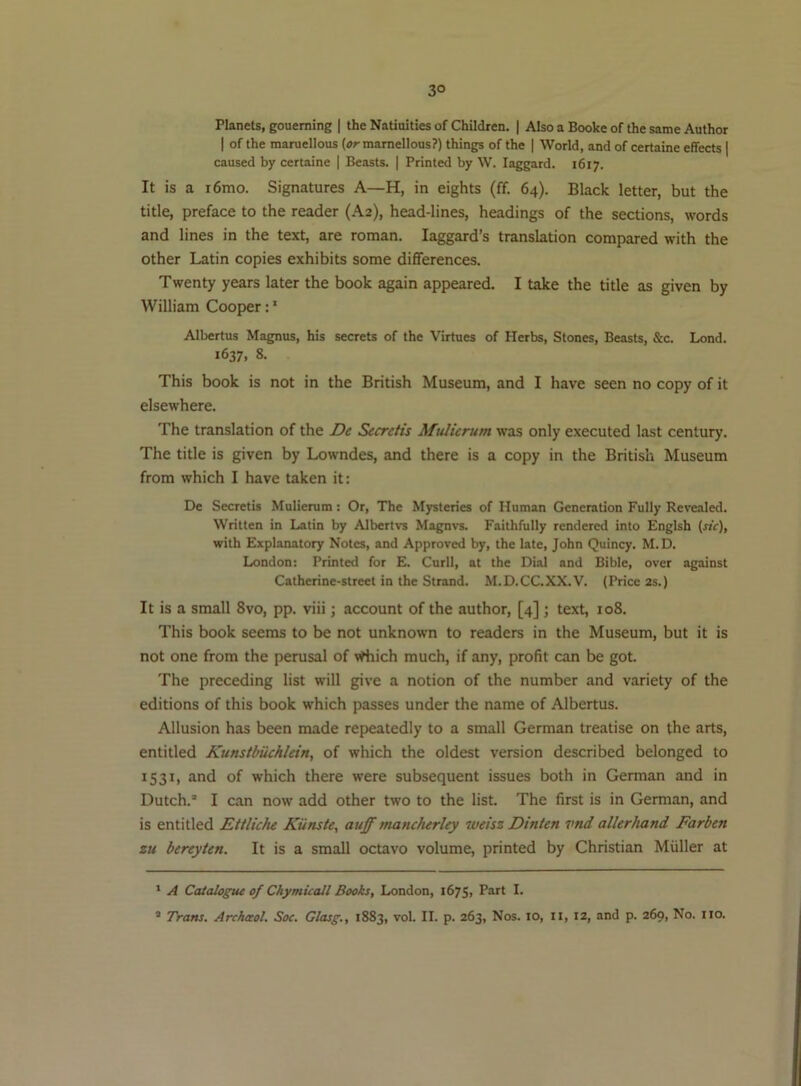 30
Planets, gouerning | the Natiuities of Children. | Also a Booke of the same Author
| of the maruellous (or marnellous?) things of the | World, and of certaine effects |
caused by certaine | Beasts. | Printed by W. Iaggard. 1617.
It is a 16mo. Signatures A—H, in eights (ff. 64). Black letter, but the
title, preface to the reader (A2), head-lines, headings of the sections, words
and lines in the text, are roman. Iaggard's translation compared with the
other Latin copies exhibits some differences.
Twenty years later the book again appeared. I take the title as given by
William Cooper:¹
Albertus Magnus, his secrets of the Virtues of Herbs, Stones, Beasts, &c. Lond.
1637, 8.
This book is not in the British Museum, and I have seen no copy of it
elsewhere.
The translation of the De Secretis Mulierum was only executed last century.
The title is given by Lowndes, and there is a copy in the British Museum
from which I have taken it:
De Secretis Mulierum: Or, The Mysteries of Human Generation Fully Revealed.
Written in Latin by Albertvs Magnvs. Faithfully rendered into Englsh (sic),
with Explanatory Notes, and Approved by, the late, John Quincy. M.D.
London: Printed for E. Curll, at the Dial and Bible, over against
Catherine-street in the Strand. M.D.CC.XX.V. (Price 2s.)
It is a small 8vo, pp. viii; account of the author, [4]; text, 108.
This book seems to be not unknown to readers in the Museum, but it is
not one from the perusal of which much, if any, profit can be got.
The preceding list will give a notion of the number and variety of the
editions of this book which passes under the name of Albertus.
Allusion has been made repeatedly to a small German treatise on the arts,
entitled Kunstbüchlein, of which the oldest version described belonged to
1531, and of which there were subsequent issues both in German and in
Dutch.² I can now add other two to the list. The first is in German, and
is entitled Ettliche Künste, auff mancherley weisz Dinten vnd allerhand Farben
zu bereyten. It is a small octavo volume, printed by Christian Müller at
¹ A Catalogue of Chymicall Books, London, 1675, Part I.
² Trans. Archæol. Soc. Glasg., 1883, vol. II. p. 263, Nos. 10, 11, 12, and p. 269, No. 110.